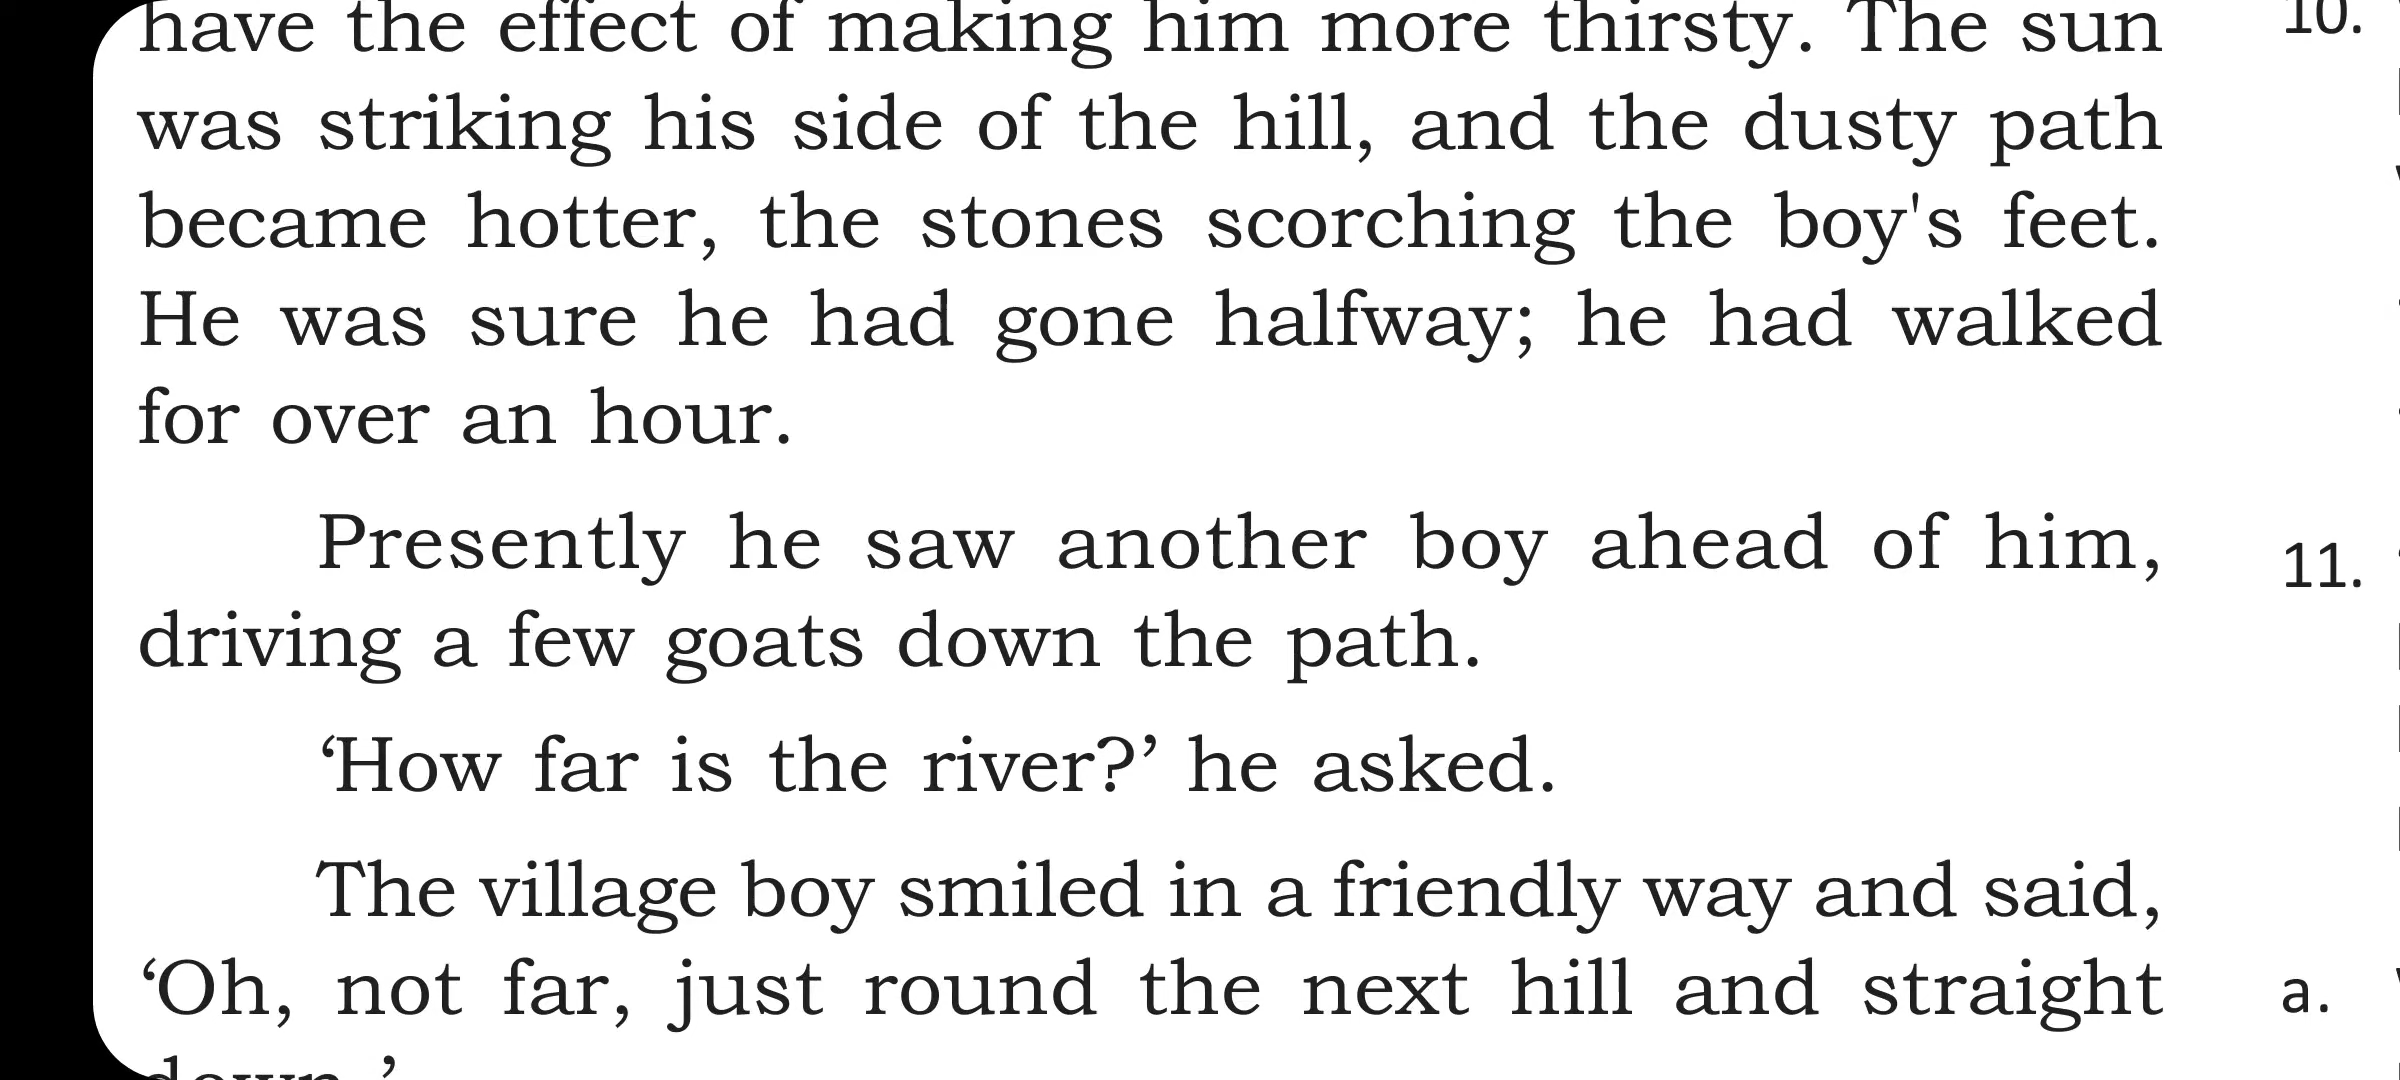 have the effect of making him more thirsty. The sun
was striking his side of the hill, and the dusty path
became hotter, the stones scorching the boy's feet.
He was sure he had gone halfway; he had walked
for over an hour.
Presently he saw another boy ahead of him,
driving a few goats down the path.
‘How far is the river?’ he asked.
The village boy smiled in a friendly way and said,
‘Oh, not far, just round the next hill and straight
down.’
10.
11.
a.